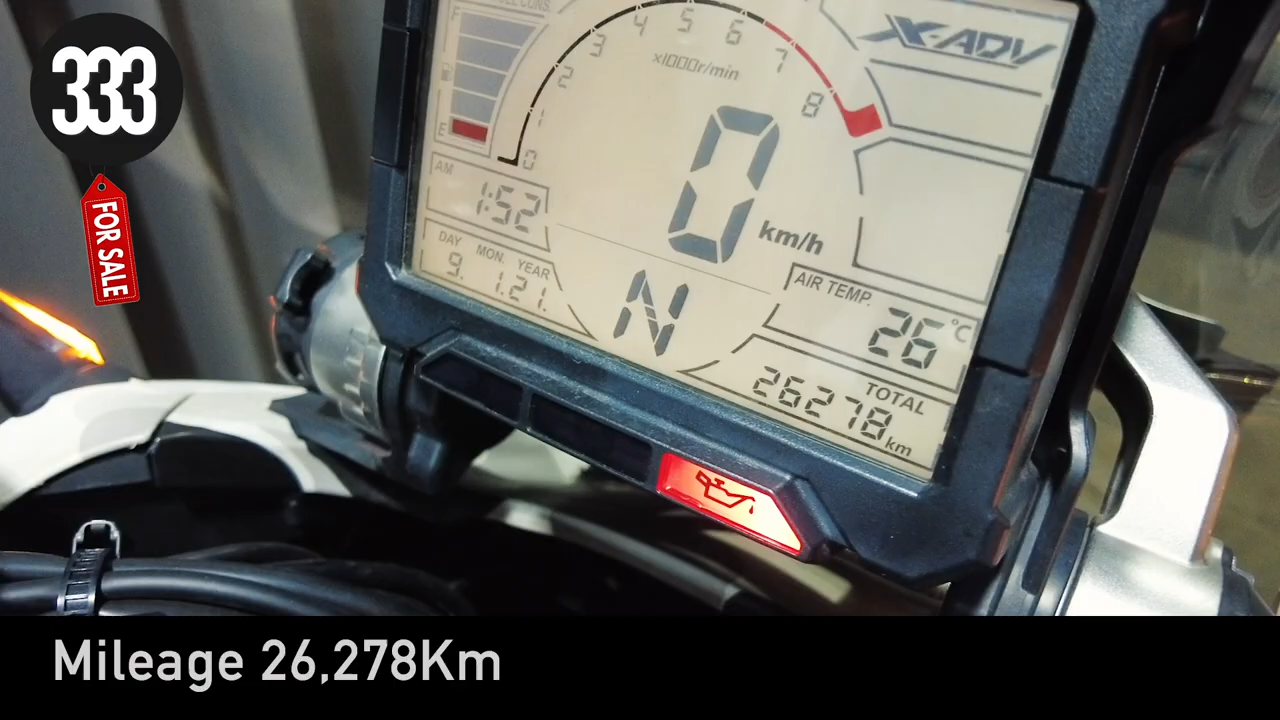 333
FOR SALE
F
E
0
1
2
3
4
5
6
7
8
x1000r/min
X-ADV
AM
1:52
DAY MON. YEAR
9. 1.21.
0 km/h
N
AIR TEMP.
26°C
TOTAL
26278 km
Mileage 26,278Km